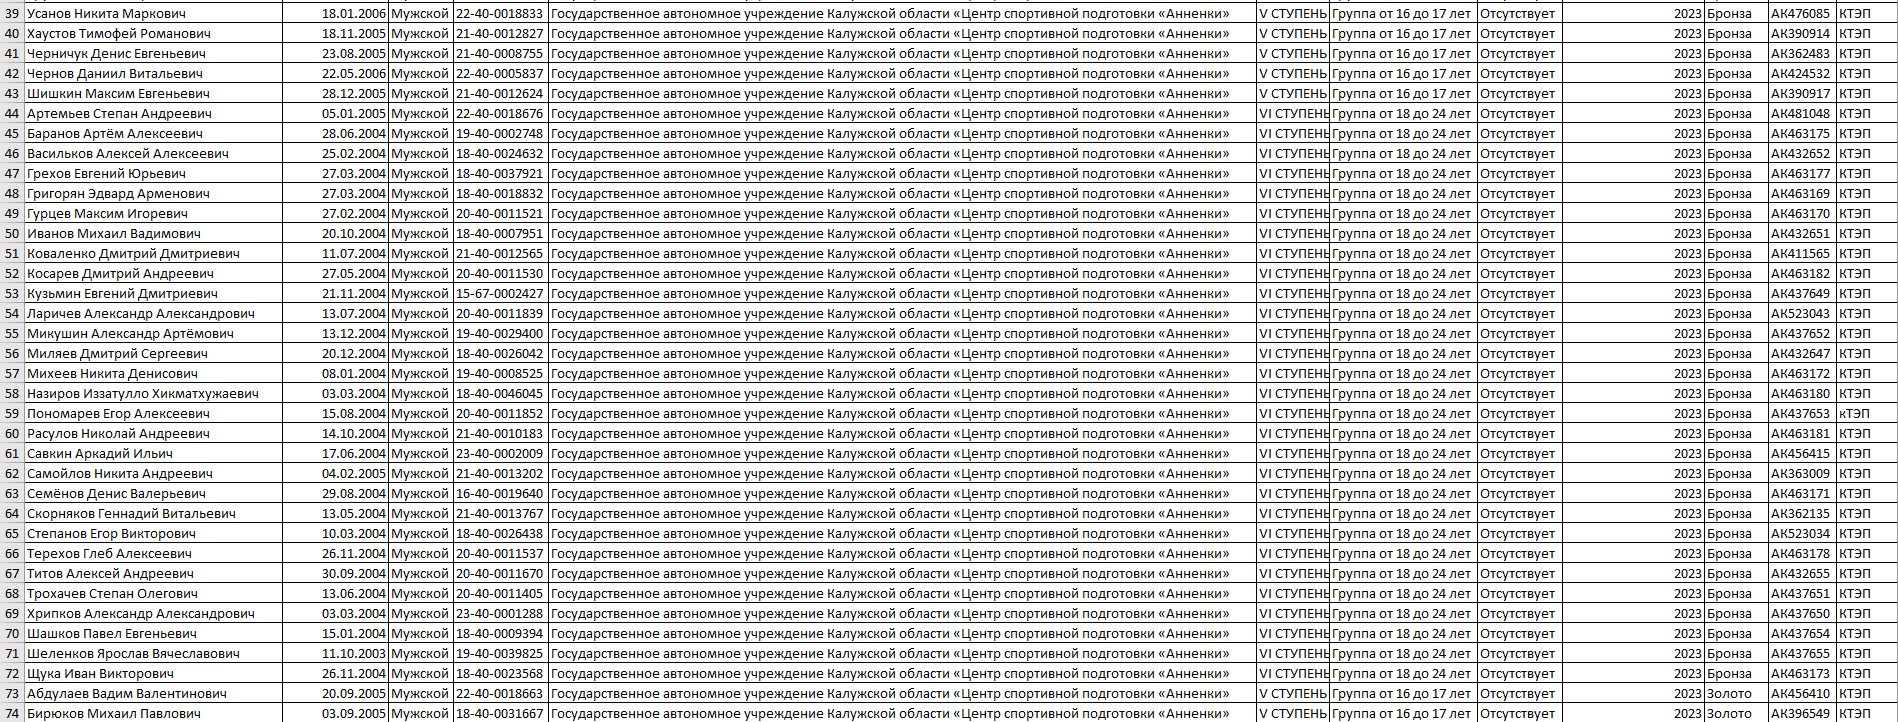 39 Усанов Никита Маркович 18.01.2006 Мужской 22-40-0018833 Государственное автономное учреждение Калужской области «Центр спортивной подготовки «Анненки» V СТУПЕНЬ Группа от 16 до 17 лет Отсутствует 2023 Бронза АК476085 КТЭП
40 Хаустов Тимофей Романович 18.11.2005 Мужской 21-40-0012827 Государственное автономное учреждение Калужской области «Центр спортивной подготовки «Анненки» V СТУПЕНЬ Группа от 16 до 17 лет Отсутствует 2023 Бронза АК390914 КТЭП
41 Черничук Денис Евгеньевич 23.08.2005 Мужской 21-40-0008755 Государственное автономное учреждение Калужской области «Центр спортивной подготовки «Анненки» V СТУПЕНЬ Группа от 16 до 17 лет Отсутствует 2023 Бронза АК362483 КТЭП
42 Чернов Даниил Витальевич 22.05.2006 Мужской 22-40-0005837 Государственное автономное учреждение Калужской области «Центр спортивной подготовки «Анненки» V СТУПЕНЬ Группа от 16 до 17 лет Отсутствует 2023 Бронза АК424532 КТЭП
43 Шишкин Максим Евгеньевич 28.12.2005 Мужской 21-40-0012624 Государственное автономное учреждение Калужской области «Центр спортивной подготовки «Анненки» V СТУПЕНЬ Группа от 16 до 17 лет Отсутствует 2023 Бронза АК390917 КТЭП
44 Артемьев Степан Андреевич 05.01.2005 Мужской 22-40-0018676 Государственное автономное учреждение Калужской области «Центр спортивной подготовки «Анненки» VI СТУПЕНЬ Группа от 18 до 24 лет Отсутствует 2023 Бронза АК481048 КТЭП
45 Баранов Артём Алексеевич 28.06.2004 Мужской 19-40-0002748 Государственное автономное учреждение Калужской области «Центр спортивной подготовки «Анненки» VI СТУПЕНЬ Группа от 18 до 24 лет Отсутствует 2023 Бронза АК463175 КТЭП
46 Васильков Алексей Алексеевич 25.02.2004 Мужской 18-40-0024632 Государственное автономное учреждение Калужской области «Центр спортивной подготовки «Анненки» VI СТУПЕНЬ Группа от 18 до 24 лет Отсутствует 2023 Бронза АК432652 КТЭП
47 Грехов Евгений Юрьевич 27.03.2004 Мужской 18-40-0037921 Государственное автономное учреждение Калужской области «Центр спортивной подготовки «Анненки» VI СТУПЕНЬ Группа от 18 до 24 лет Отсутствует 2023 Бронза АК463177 КТЭП
48 Григорян Эдвард Арменович 27.03.2004 Мужской 18-40-0018832 Государственное автономное учреждение Калужской области «Центр спортивной подготовки «Анненки» VI СТУПЕНЬ Группа от 18 до 24 лет Отсутствует 2023 Бронза АК463169 КТЭП
49 Гурцев Максим Игоревич 27.02.2004 Мужской 20-40-0011521 Государственное автономное учреждение Калужской области «Центр спортивной подготовки «Анненки» VI СТУПЕНЬ Группа от 18 до 24 лет Отсутствует 2023 Бронза АК463170 КТЭП
50 Иванов Михаил Вадимович 20.10.2004 Мужской 18-40-0007951 Государственное автономное учреждение Калужской области «Центр спортивной подготовки «Анненки» VI СТУПЕНЬ Группа от 18 до 24 лет Отсутствует 2023 Бронза АК432651 КТЭП
51 Коваленко Дмитрий Дмитриевич 11.07.2004 Мужской 21-40-0012565 Государственное автономное учреждение Калужской области «Центр спортивной подготовки «Анненки» VI СТУПЕНЬ Группа от 18 до 24 лет Отсутствует 2023 Бронза АК411565 КТЭП
52 Косарев Дмитрий Андреевич 27.05.2004 Мужской 20-40-0011530 Государственное автономное учреждение Калужской области «Центр спортивной подготовки «Анненки» VI СТУПЕНЬ Группа от 18 до 24 лет Отсутствует 2023 Бронза АК463182 КТЭП
53 Кузьмин Евгений Дмитриевич 21.11.2004 Мужской 15-67-0002427 Государственное автономное учреждение Калужской области «Центр спортивной подготовки «Анненки» VI СТУПЕНЬ Группа от 18 до 24 лет Отсутствует 2023 Бронза АК437649 КТЭП
54 Ларичев Александр Александрович 13.07.2004 Мужской 20-40-0011839 Государственное автономное учреждение Калужской области «Центр спортивной подготовки «Анненки» VI СТУПЕНЬ Группа от 18 до 24 лет Отсутствует 2023 Бронза АК523043 КТЭП
55 Микушин Александр Артёмович 13.12.2004 Мужской 19-40-0029400 Государственное автономное учреждение Калужской области «Центр спортивной подготовки «Анненки» VI СТУПЕНЬ Группа от 18 до 24 лет Отсутствует 2023 Бронза АК437652 КТЭП
56 Миляев Дмитрий Сергеевич 20.12.2004 Мужской 18-40-0026042 Государственное автономное учреждение Калужской области «Центр спортивной подготовки «Анненки» VI СТУПЕНЬ Группа от 18 до 24 лет Отсутствует 2023 Бронза АК432647 КТЭП
57 Михеев Никита Денисович 08.01.2004 Мужской 19-40-0008525 Государственное автономное учреждение Калужской области «Центр спортивной подготовки «Анненки» VI СТУПЕНЬ Группа от 18 до 24 лет Отсутствует 2023 Бронза АК463172 КТЭП
58 Назиров Иззатулло Хикматхужаевич 03.03.2004 Мужской 18-40-0046045 Государственное автономное учреждение Калужской области «Центр спортивной подготовки «Анненки» VI СТУПЕНЬ Группа от 18 до 24 лет Отсутствует 2023 Бронза АК463180 КТЭП
59 Пономарев Егор Алексеевич 15.08.2004 Мужской 20-40-0011852 Государственное автономное учреждение Калужской области «Центр спортивной подготовки «Анненки» VI СТУПЕНЬ Группа от 18 до 24 лет Отсутствует 2023 Бронза АК437653 кТЭП
60 Расулов Николай Андреевич 14.10.2004 Мужской 21-40-0010183 Государственное автономное учреждение Калужской области «Центр спортивной подготовки «Анненки» VI СТУПЕНЬ Группа от 18 до 24 лет Отсутствует 2023 Бронза АК463181 КТЭП
61 Савкин Аркадий Ильич 17.06.2004 Мужской 23-40-0002009 Государственное автономное учреждение Калужской области «Центр спортивной подготовки «Анненки» VI СТУПЕНЬ Группа от 18 до 24 лет Отсутствует 2023 Бронза АК456415 КТЭП
62 Самойлов Никита Андреевич 04.02.2005 Мужской 21-40-0013202 Государственное автономное учреждение Калужской области «Центр спортивной подготовки «Анненки» VI СТУПЕНЬ Группа от 18 до 24 лет Отсутствует 2023 Бронза АК363009 КТЭП
63 Семёнов Денис Валерьевич 29.08.2004 Мужской 16-40-0019640 Государственное автономное учреждение Калужской области «Центр спортивной подготовки «Анненки» VI СТУПЕНЬ Группа от 18 до 24 лет Отсутствует 2023 Бронза АК463171 КТЭП
64 Скорняков Геннадий Витальевич 13.05.2004 Мужской 21-40-0013767 Государственное автономное учреждение Калужской области «Центр спортивной подготовки «Анненки» VI СТУПЕНЬ Группа от 18 до 24 лет Отсутствует 2023 Бронза АК362135 КТЭП
65 Степанов Егор Викторович 10.03.2004 Мужской 18-40-0026438 Государственное автономное учреждение Калужской области «Центр спортивной подготовки «Анненки» VI СТУПЕНЬ Группа от 18 до 24 лет Отсутствует 2023 Бронза АК523034 КТЭП
66 Терехов Глеб Алексеевич 26.11.2004 Мужской 20-40-0011537 Государственное автономное учреждение Калужской области «Центр спортивной подготовки «Анненки» VI СТУПЕНЬ Группа от 18 до 24 лет Отсутствует 2023 Бронза АК463178 КТЭП
67 Титов Алексей Андреевич 30.09.2004 Мужской 20-40-0011670 Государственное автономное учреждение Калужской области «Центр спортивной подготовки «Анненки» VI СТУПЕНЬ Группа от 18 до 24 лет Отсутствует 2023 Бронза АК432655 КТЭП
68 Трохачев Степан Олегович 13.06.2004 Мужской 20-40-0011405 Государственное автономное учреждение Калужской области «Центр спортивной подготовки «Анненки» VI СТУПЕНЬ Группа от 18 до 24 лет Отсутствует 2023 Бронза АК437651 КТЭП
69 Хрипков Александр Александрович 03.03.2004 Мужской 23-40-0001288 Государственное автономное учреждение Калужской области «Центр спортивной подготовки «Анненки» VI СТУПЕНЬ Группа от 18 до 24 лет Отсутствует 2023 Бронза АК437650 КТЭП
70 Шашков Павел Евгеньевич 15.01.2004 Мужской 18-40-0009394 Государственное автономное учреждение Калужской области «Центр спортивной подготовки «Анненки» VI СТУПЕНЬ Группа от 18 до 24 лет Отсутствует 2023 Бронза АК437654 КТЭП
71 Шеленков Ярослав Вячеславович 11.10.2003 Мужской 19-40-0039825 Государственное автономное учреждение Калужской области «Центр спортивной подготовки «Анненки» VI СТУПЕНЬ Группа от 18 до 24 лет Отсутствует 2023 Бронза АК437655 КТЭП
72 Щука Иван Викторович 26.11.2004 Мужской 18-40-0023568 Государственное автономное учреждение Калужской области «Центр спортивной подготовки «Анненки» VI СТУПЕНЬ Группа от 18 до 24 лет Отсутствует 2023 Бронза АК463173 КТЭП
73 Абдулаев Вадим Валентинович 20.09.2005 Мужской 22-40-0018663 Государственное автономное учреждение Калужской области «Центр спортивной подготовки «Анненки» V СТУПЕНЬ Группа от 16 до 17 лет Отсутствует 2023 Золото АК456410 КТЭП
74 Бирюков Михаил Павлович 03.09.2005 Мужской 18-40-0031667 Государственное автономное учреждение Калужской области «Центр спортивной подготовки «Анненки» V СТУПЕНЬ Группа от 16 до 17 лет Отсутствует 2023 Золото АК396549 КТЭП